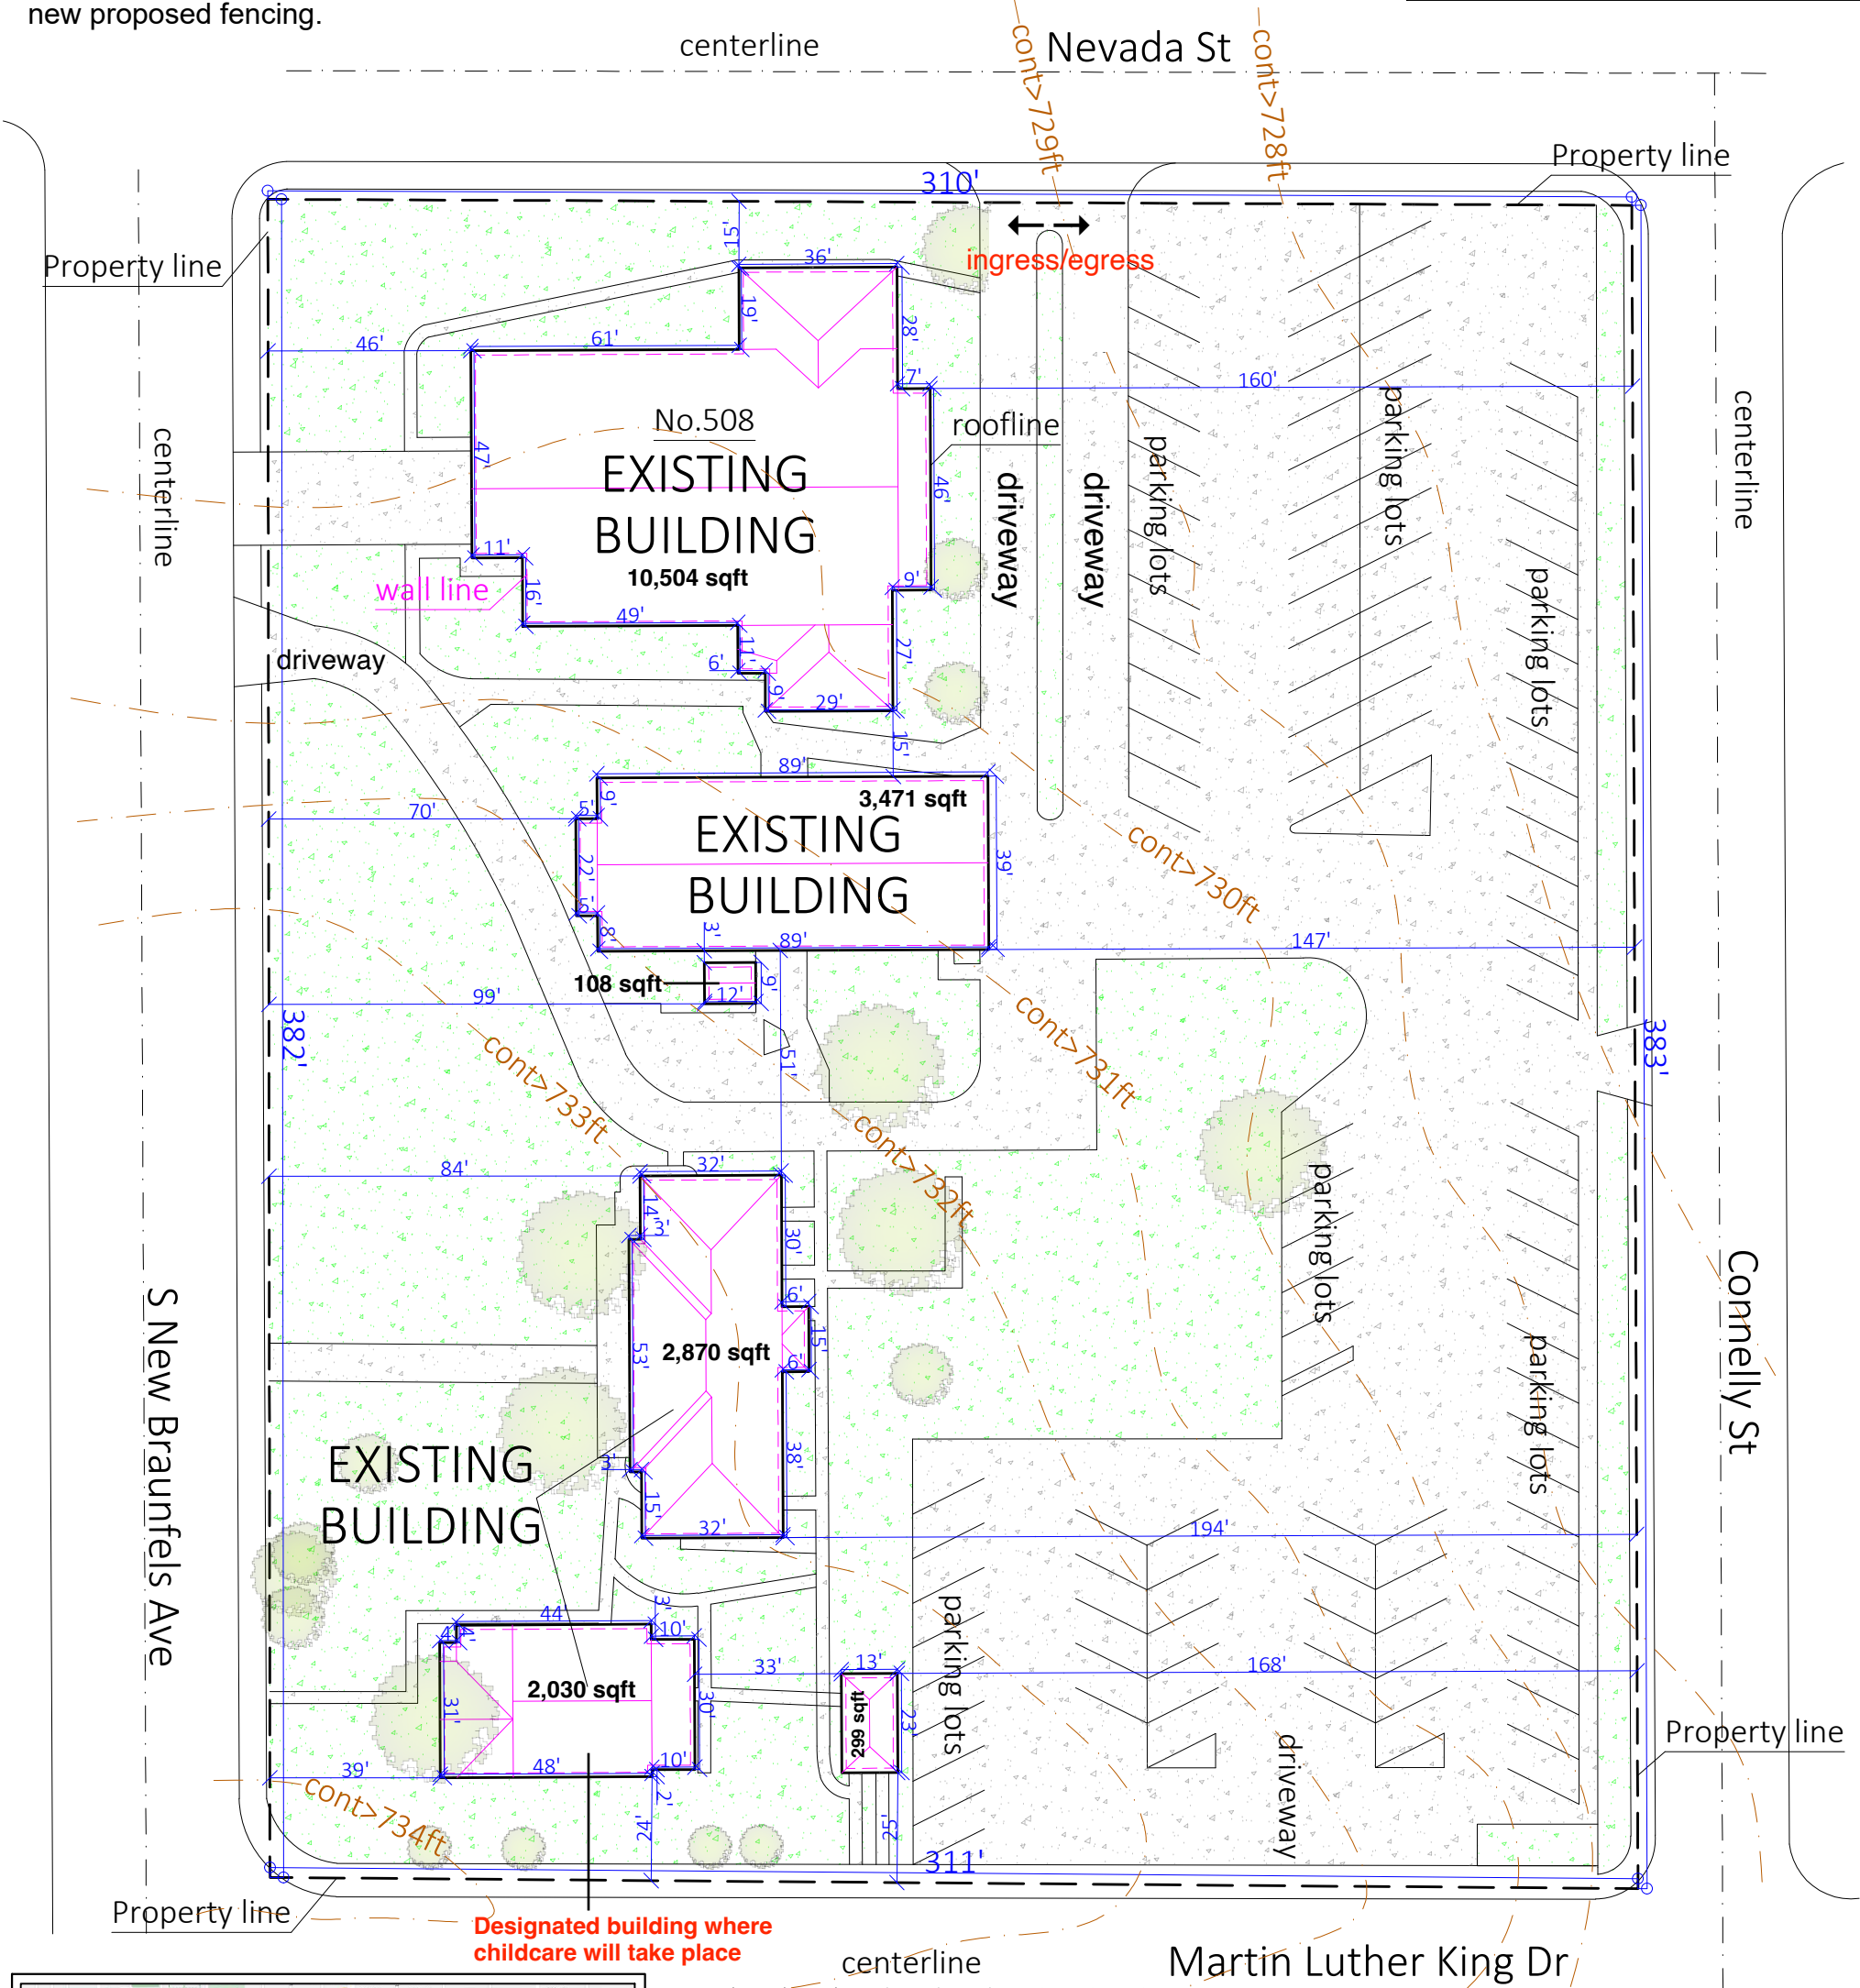 new proposed fencing.
centerline
Nevada St
cont>729ft
cont>728ft
Property line
310'
Property line
ingress/egress
15'
36'
19'
28'
46'
61'
7'
160'
No.508
roofline
EXISTING
BUILDING
10,504 sqft
47'
46'
centerline
centerline
driveway
driveway
parking lots
parking lots
parking lots
11'
wall line
16'
49'
9'
11'
27'
6'
9'
29'
driveway
15'
89'
3,471 sqft
EXISTING
BUILDING
70'
5'
9'
22'
39'
5'
8'
cont>730ft
3'
89'
147'
108 sqft
12'
9'
99'
382'
51'
383'
cont>733ft
cont>731ft
cont>732ft
84'
32'
14'
3'
30'
6'
15'
6'
53'
2,870 sqft
38'
3'
15'
32'
194'
parking lots
parking lots
Connelly St
S New Braunfels Ave
EXISTING
BUILDING
44'
3'
10'
4'
4'
2,030 sqft
33'
13'
168'
31'
30'
299 sqft
23'
parking lots
driveway
Property line
39'
48'
10'
2'
24'
25'
cont>734ft
311'
Property line
Designated building where
childcare will take place
centerline
Martin Luther King Dr